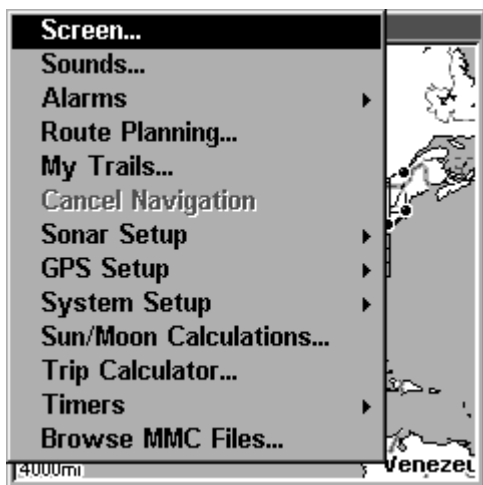 Screen...
Sounds...
Alarms
Route Planning...
My Trails...
Cancel Navigation
Sonar Setup
GPS Setup
System Setup
Sun/Moon Calculations...
Trip Calculator...
Timers
Browse MMC Files...
4000mi
Venezu